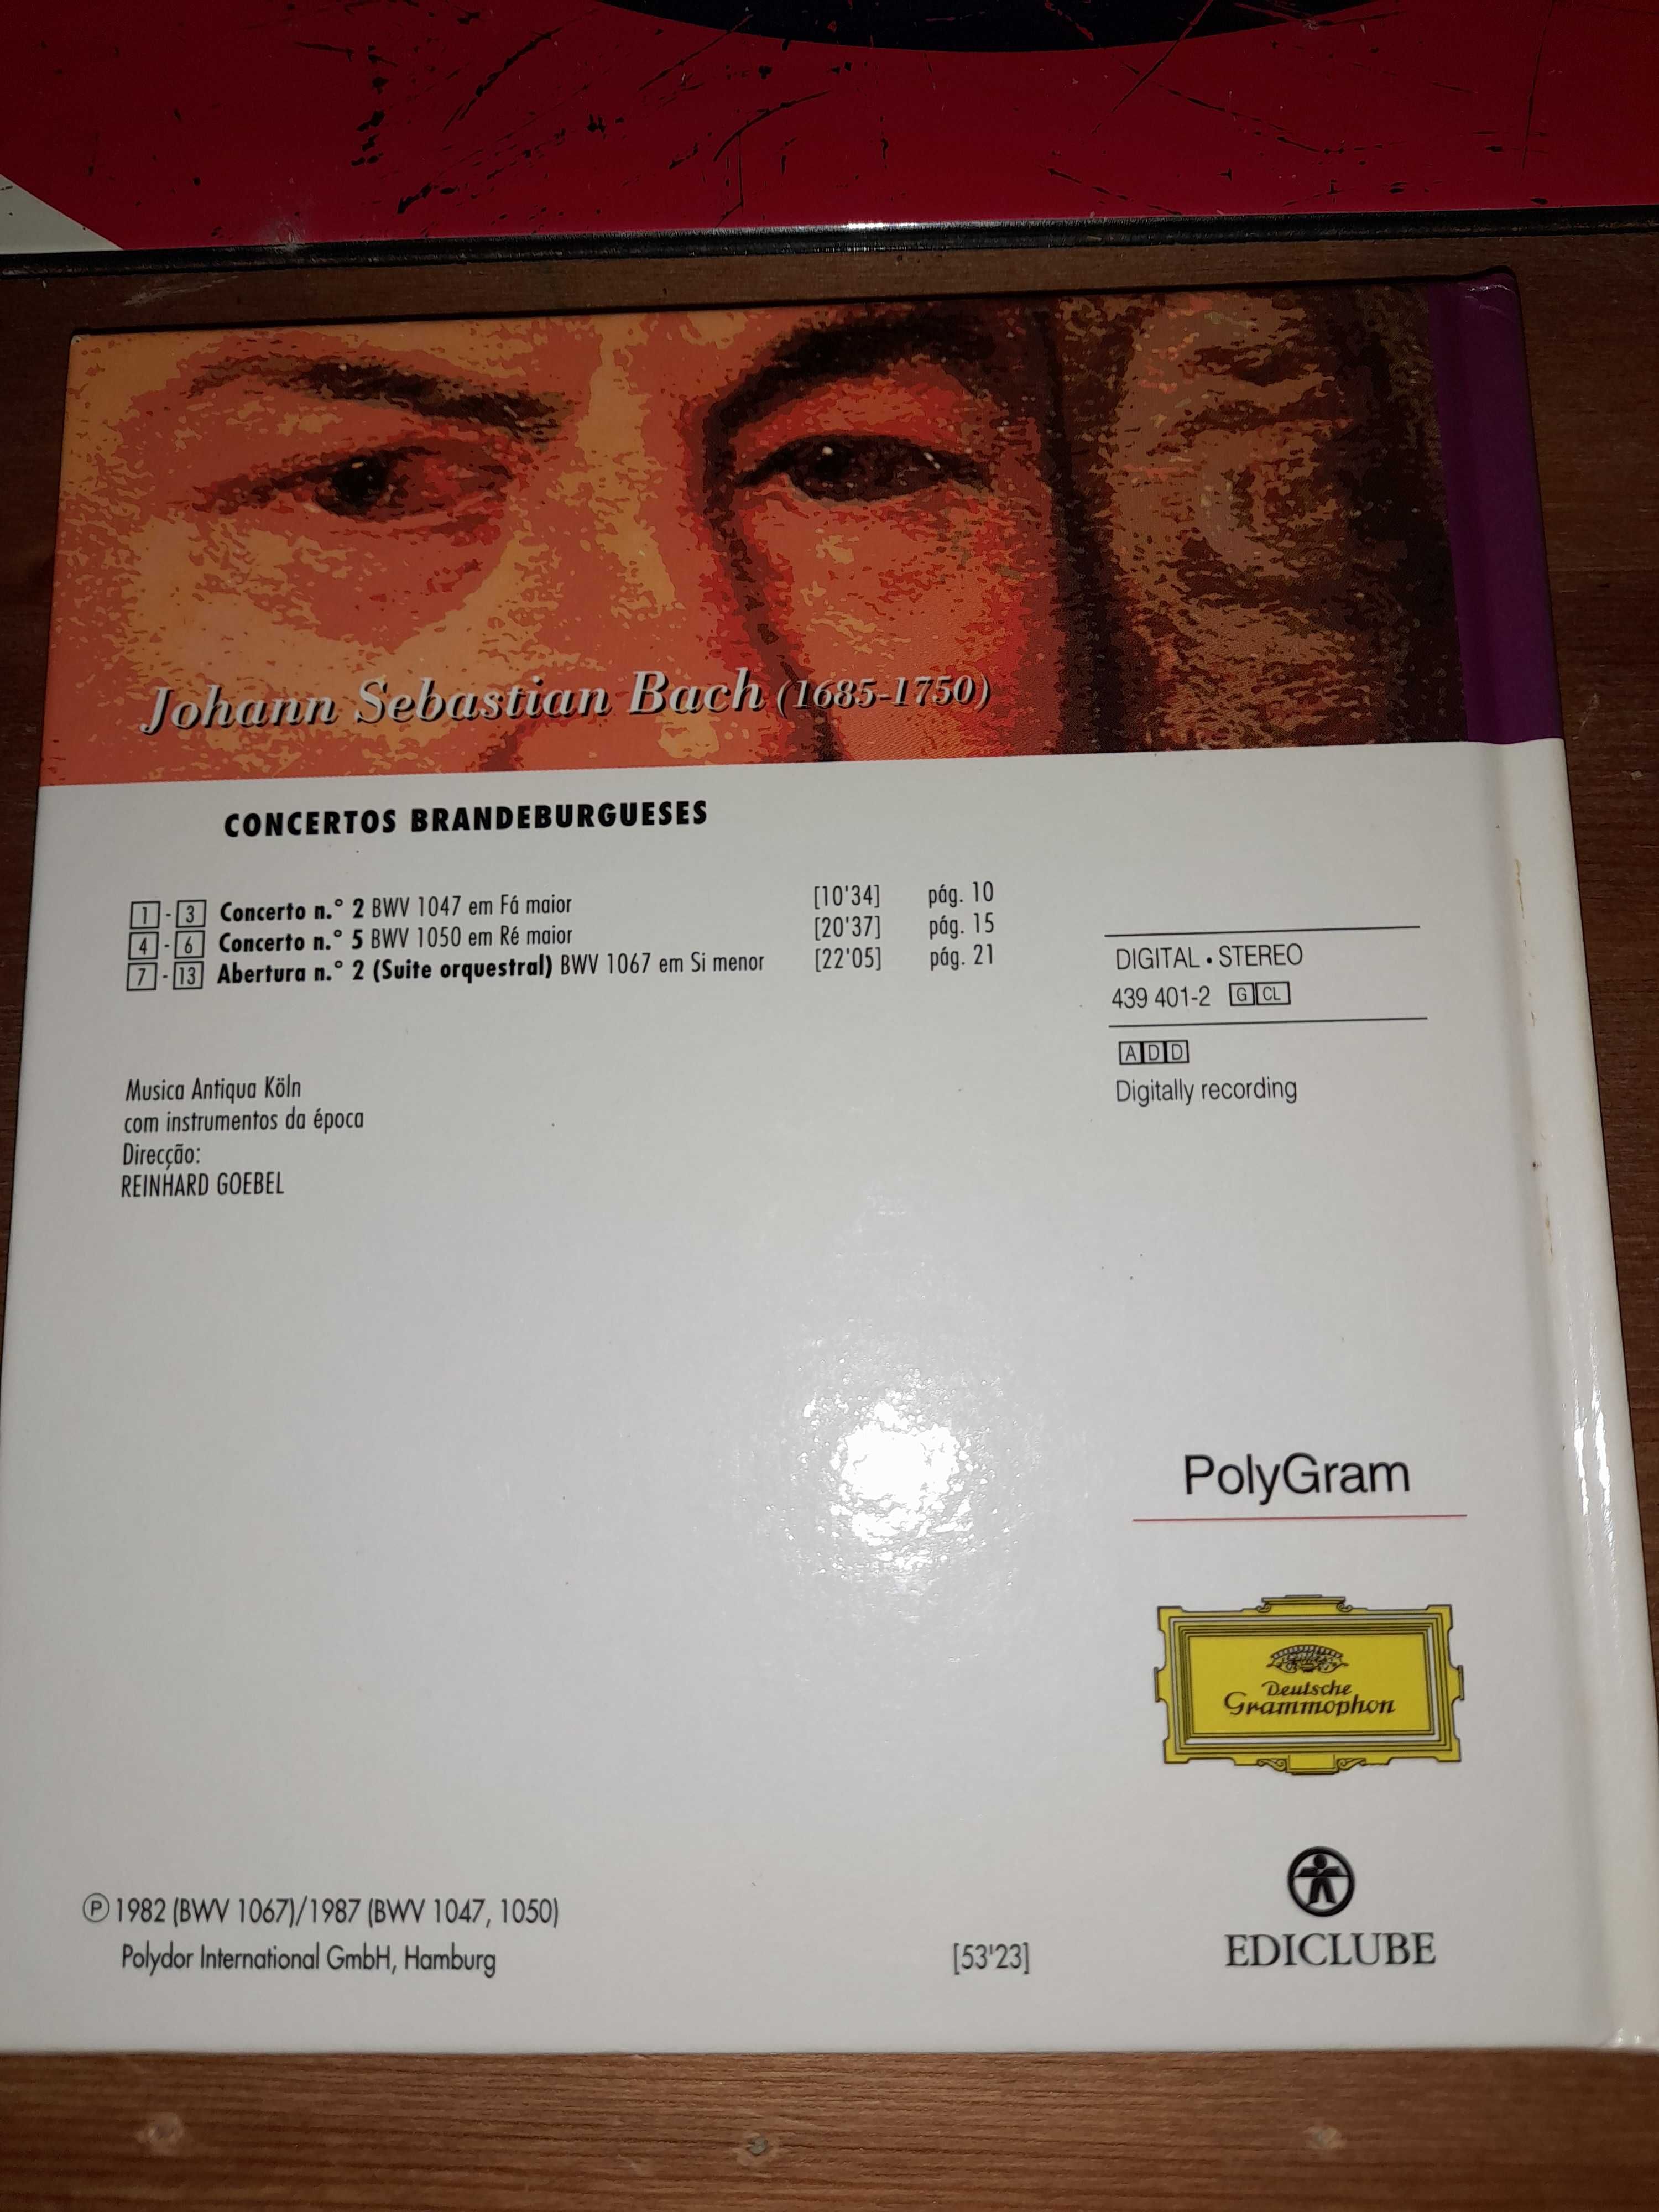 Johann Sebastian Bach (1685-1750)
CONCERTOS BRANDEBURGUESES
1 - 3 Concerto n.° 2 BWV 1047 em Fá maior [10'34] pág. 10
4 - 6 Concerto n.° 5 BWV 1050 em Ré maior [20'37] pág. 15
7 - 13 Abertura n.° 2 (Suite orquestral) BWV 1067 em Si menor [22'05] pág. 21
DIGITAL • STEREO
439 401-2 G CL
A D D
Digitally recording
Musica Antiqua Köln
com instrumentos da época
Direcção:
REINHARD GOEBEL
PolyGram
Deutsche
Grammophon
EDICLUBE
℗ 1982 (BWV 1067)/1987 (BWV 1047, 1050)
Polydor International GmbH, Hamburg [53'23]